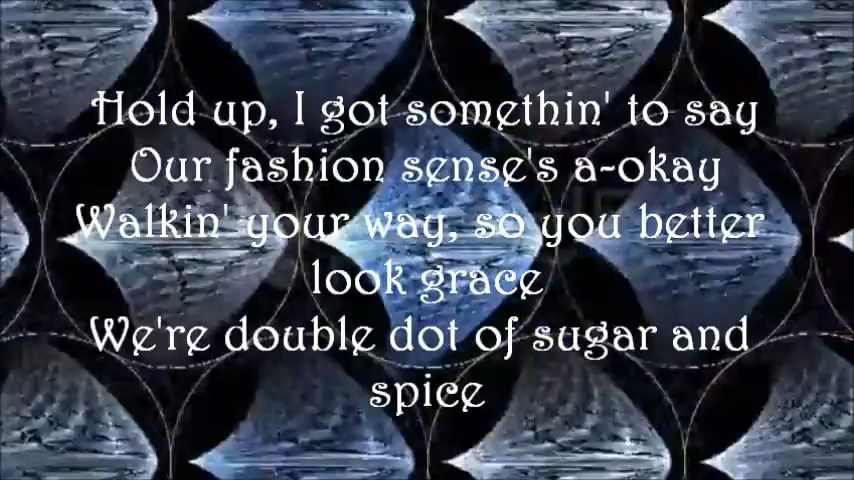 Hold up, I got somethin' to say
Our fashion sense's a-okay
Walkin' your way, so you better
look grace
We're double dot of sugar and
spice